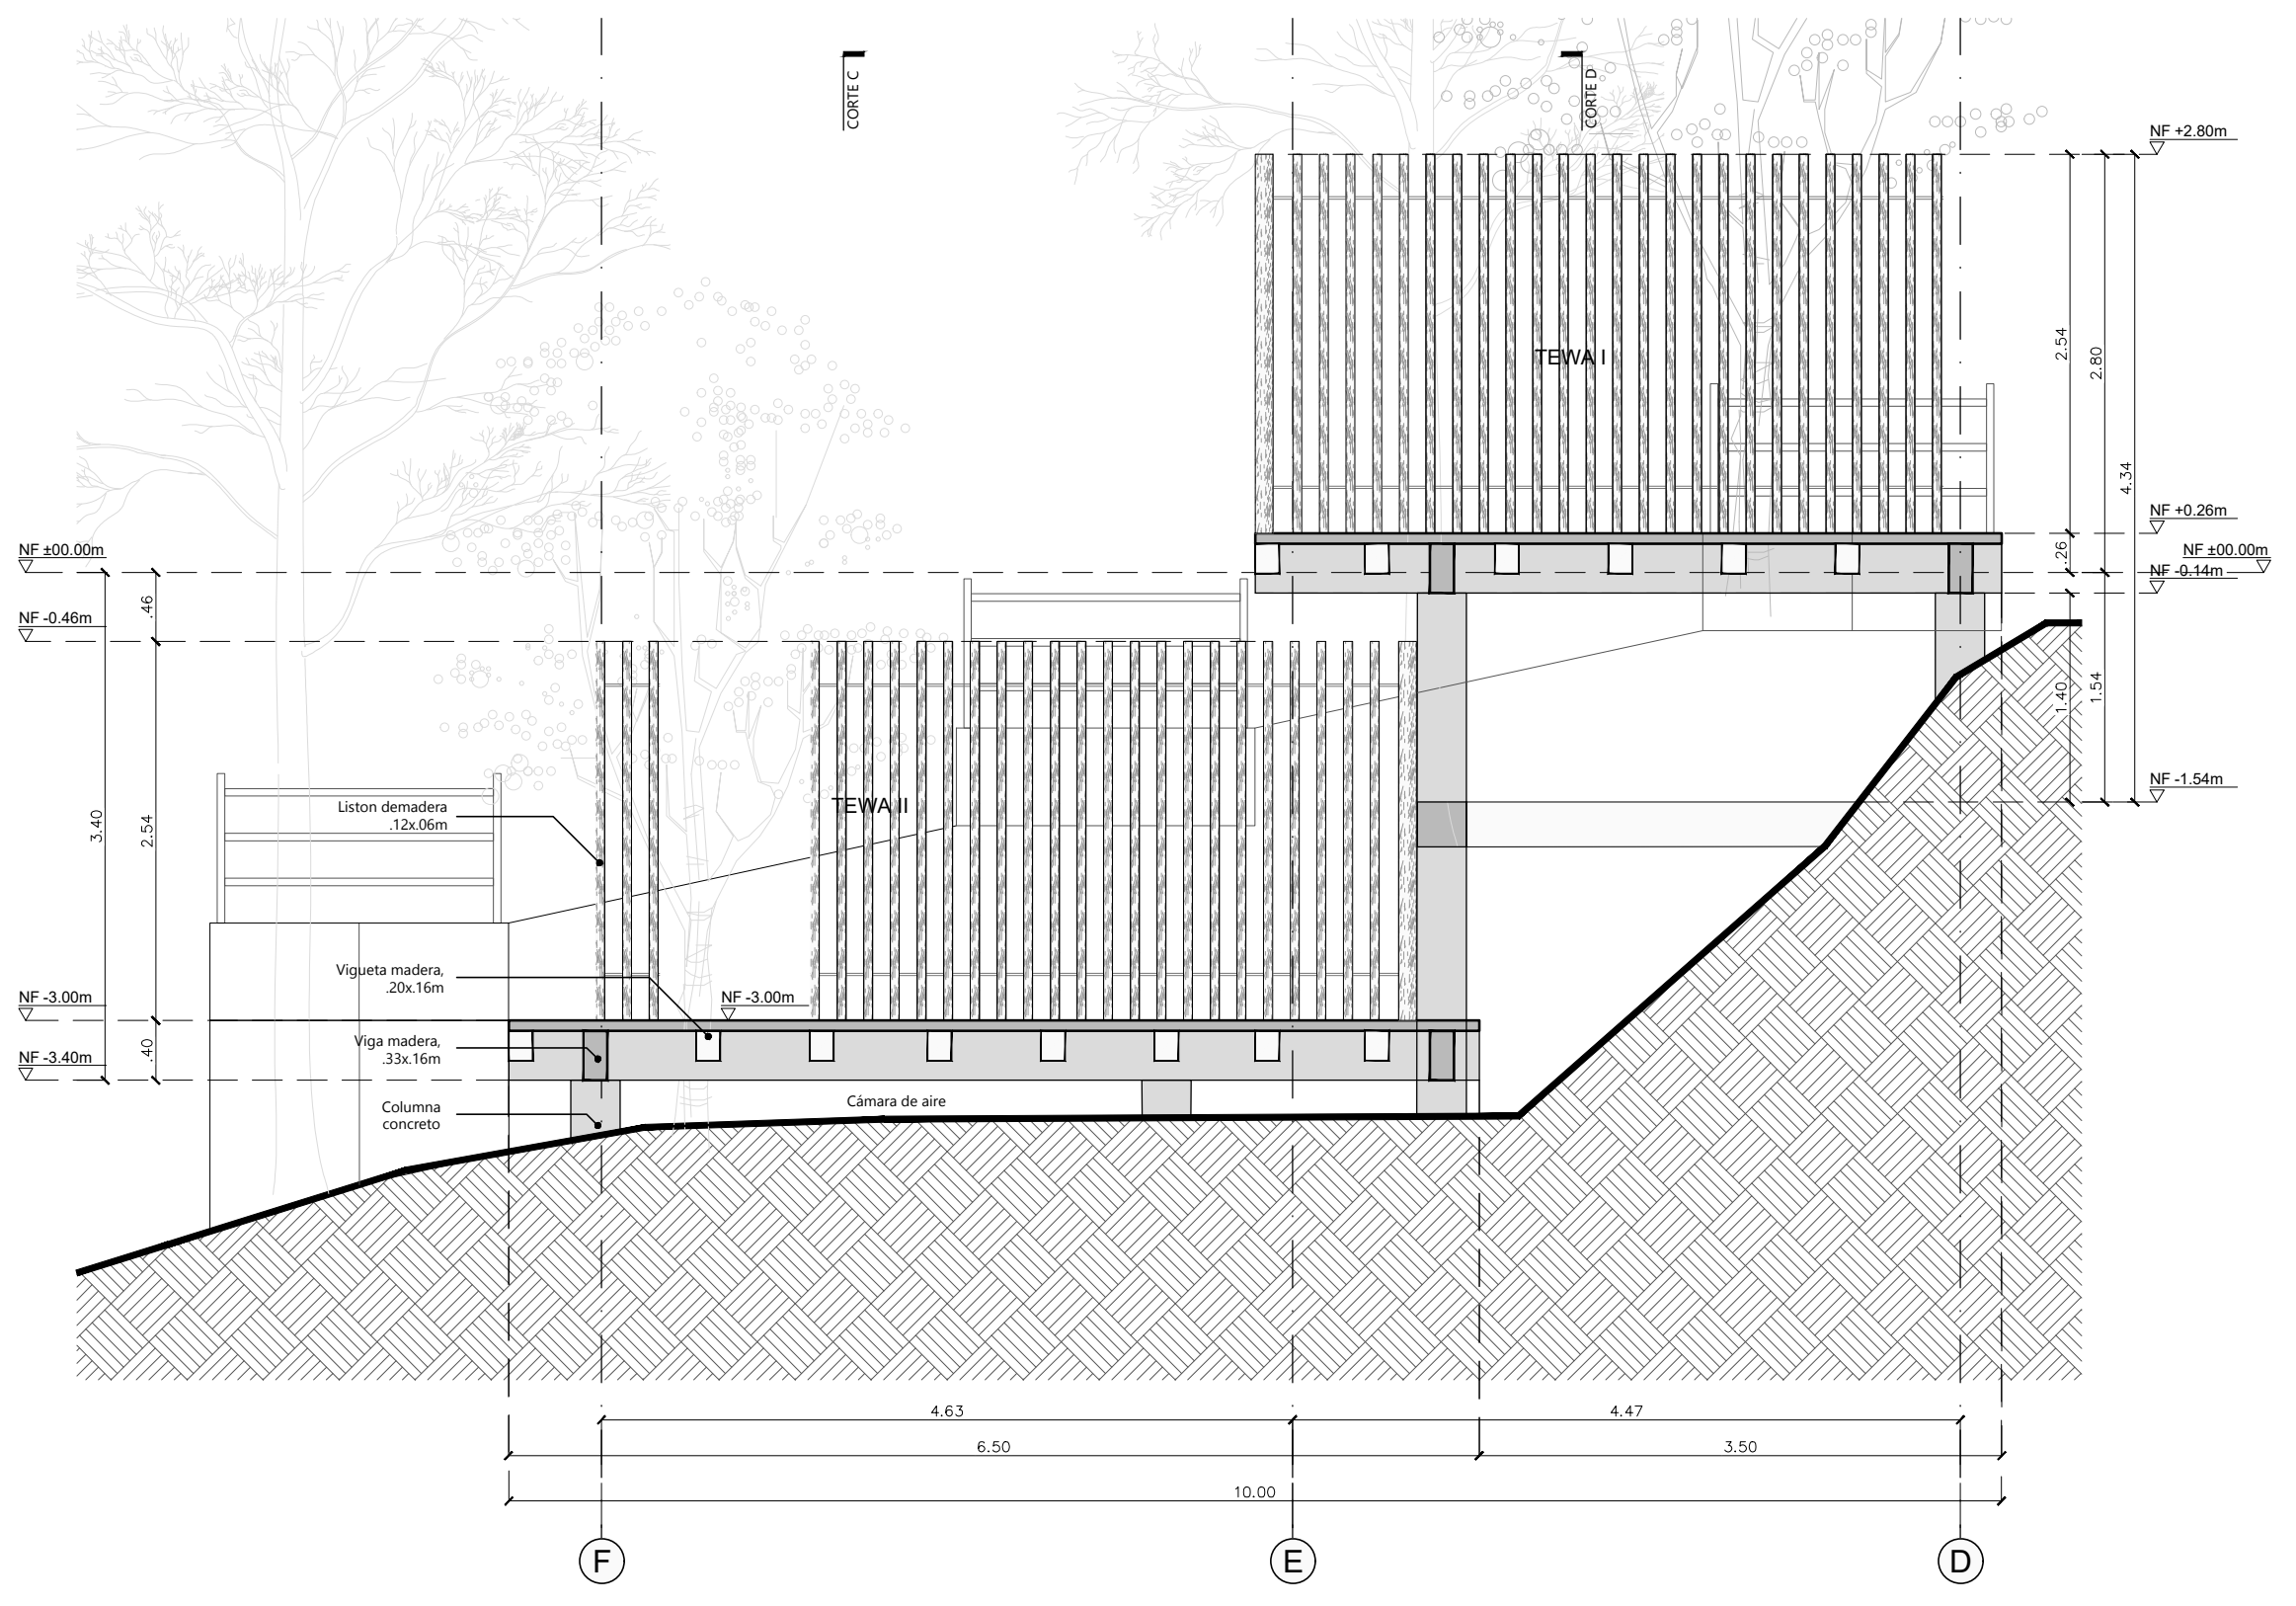 CORTE C
CORTE D
NF +2.80m
2.54
2.80
4.34
TEWA I
NF +0.26m
.26
NF ±00.00m
NF -0.14m
NF ±00.00m
.46
NF -0.46m
1.40
1.54
NF -1.54m
3.40
2.54
Liston demadera
.12x.06m
TEWA II
Vigueta madera,
.20x.16m
NF -3.00m
NF -3.00m
Viga madera,
.33x.16m
.40
NF -3.40m
Columna
concreto
Cámara de aire
4.63
4.47
6.50
3.50
10.00
F
E
D